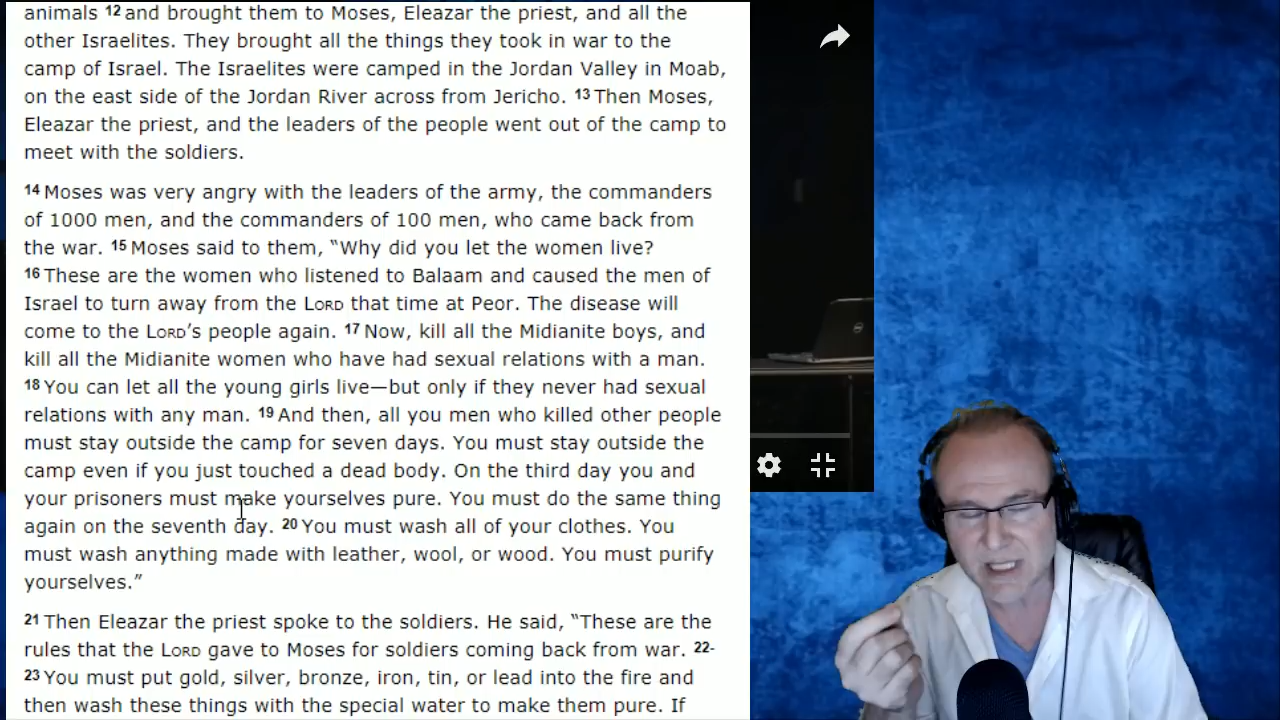 animals 12 and brought them to Moses, Eleazar the priest, and all the
other Israelites. They brought all the things they took in war to the
camp of Israel. The Israelites were camped in the Jordan Valley in Moab,
on the east side of the Jordan River across from Jericho. 13 Then Moses,
Eleazar the priest, and the leaders of the people went out of the camp to
meet with the soldiers.
14 Moses was very angry with the leaders of the army, the commanders
of 1000 men, and the commanders of 100 men, who came back from
the war. 15 Moses said to them, “Why did you let the women live?
16 These are the women who listened to Balaam and caused the men of
Israel to turn away from the LORD that time at Peor. The disease will
come to the LORD’s people again. 17 Now, kill all the Midianite boys, and
kill all the Midianite women who have had sexual relations with a man.
18 You can let all the young girls live—but only if they never had sexual
relations with any man. 19 And then, all you men who killed other people
must stay outside the camp for seven days. You must stay outside the
camp even if you just touched a dead body. On the third day you and
your prisoners must make yourselves pure. You must do the same thing
again on the seventh day. 20 You must wash all of your clothes. You
must wash anything made with leather, wool, or wood. You must purify
yourselves.”
21 Then Eleazar the priest spoke to the soldiers. He said, “These are the
rules that the LORD gave to Moses for soldiers coming back from war. 22-
23 You must put gold, silver, bronze, iron, tin, or lead into the fire and
then wash these things with the special water to make them pure. If